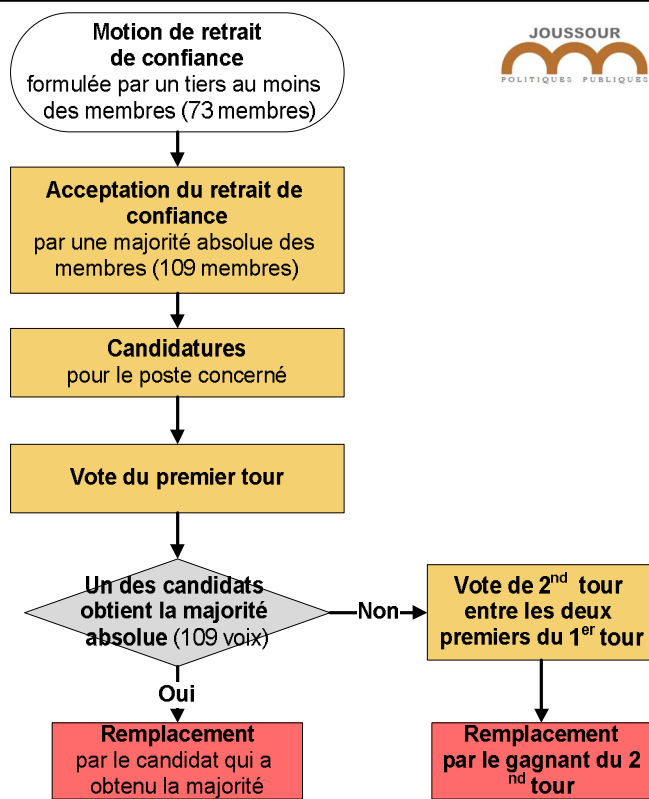 JOUSSOUR
POLITIQUES PUBLIQUES
Motion de retrait
de confiance
formulée par un tiers au moins
des membres (73 membres)
Acceptation du retrait de
confiance
par une majorité absolue des
membres (109 membres)
Candidatures
pour le poste concerné
Vote du premier tour
Un des candidats
obtient la majorité
absolue (109 voix)
Non
Vote de 2nd tour
entre les deux
premiers du 1er tour
Oui
Remplacement
par le candidat qui a
obtenu la majorité
Remplacement
par le gagnant du 2
nd tour